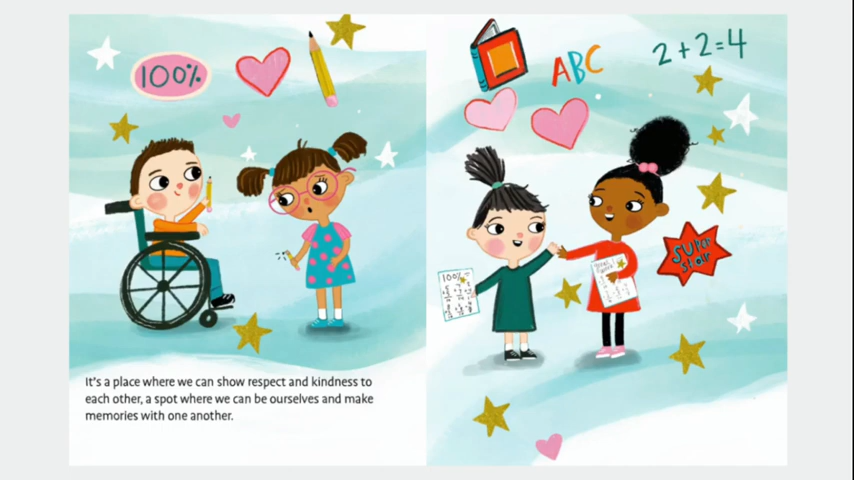 100%
ABC
2+2=4
SUPER
STAR
100%
It's a place where we can show respect and kindness to
each other, a spot where we can be ourselves and make
memories with one another.